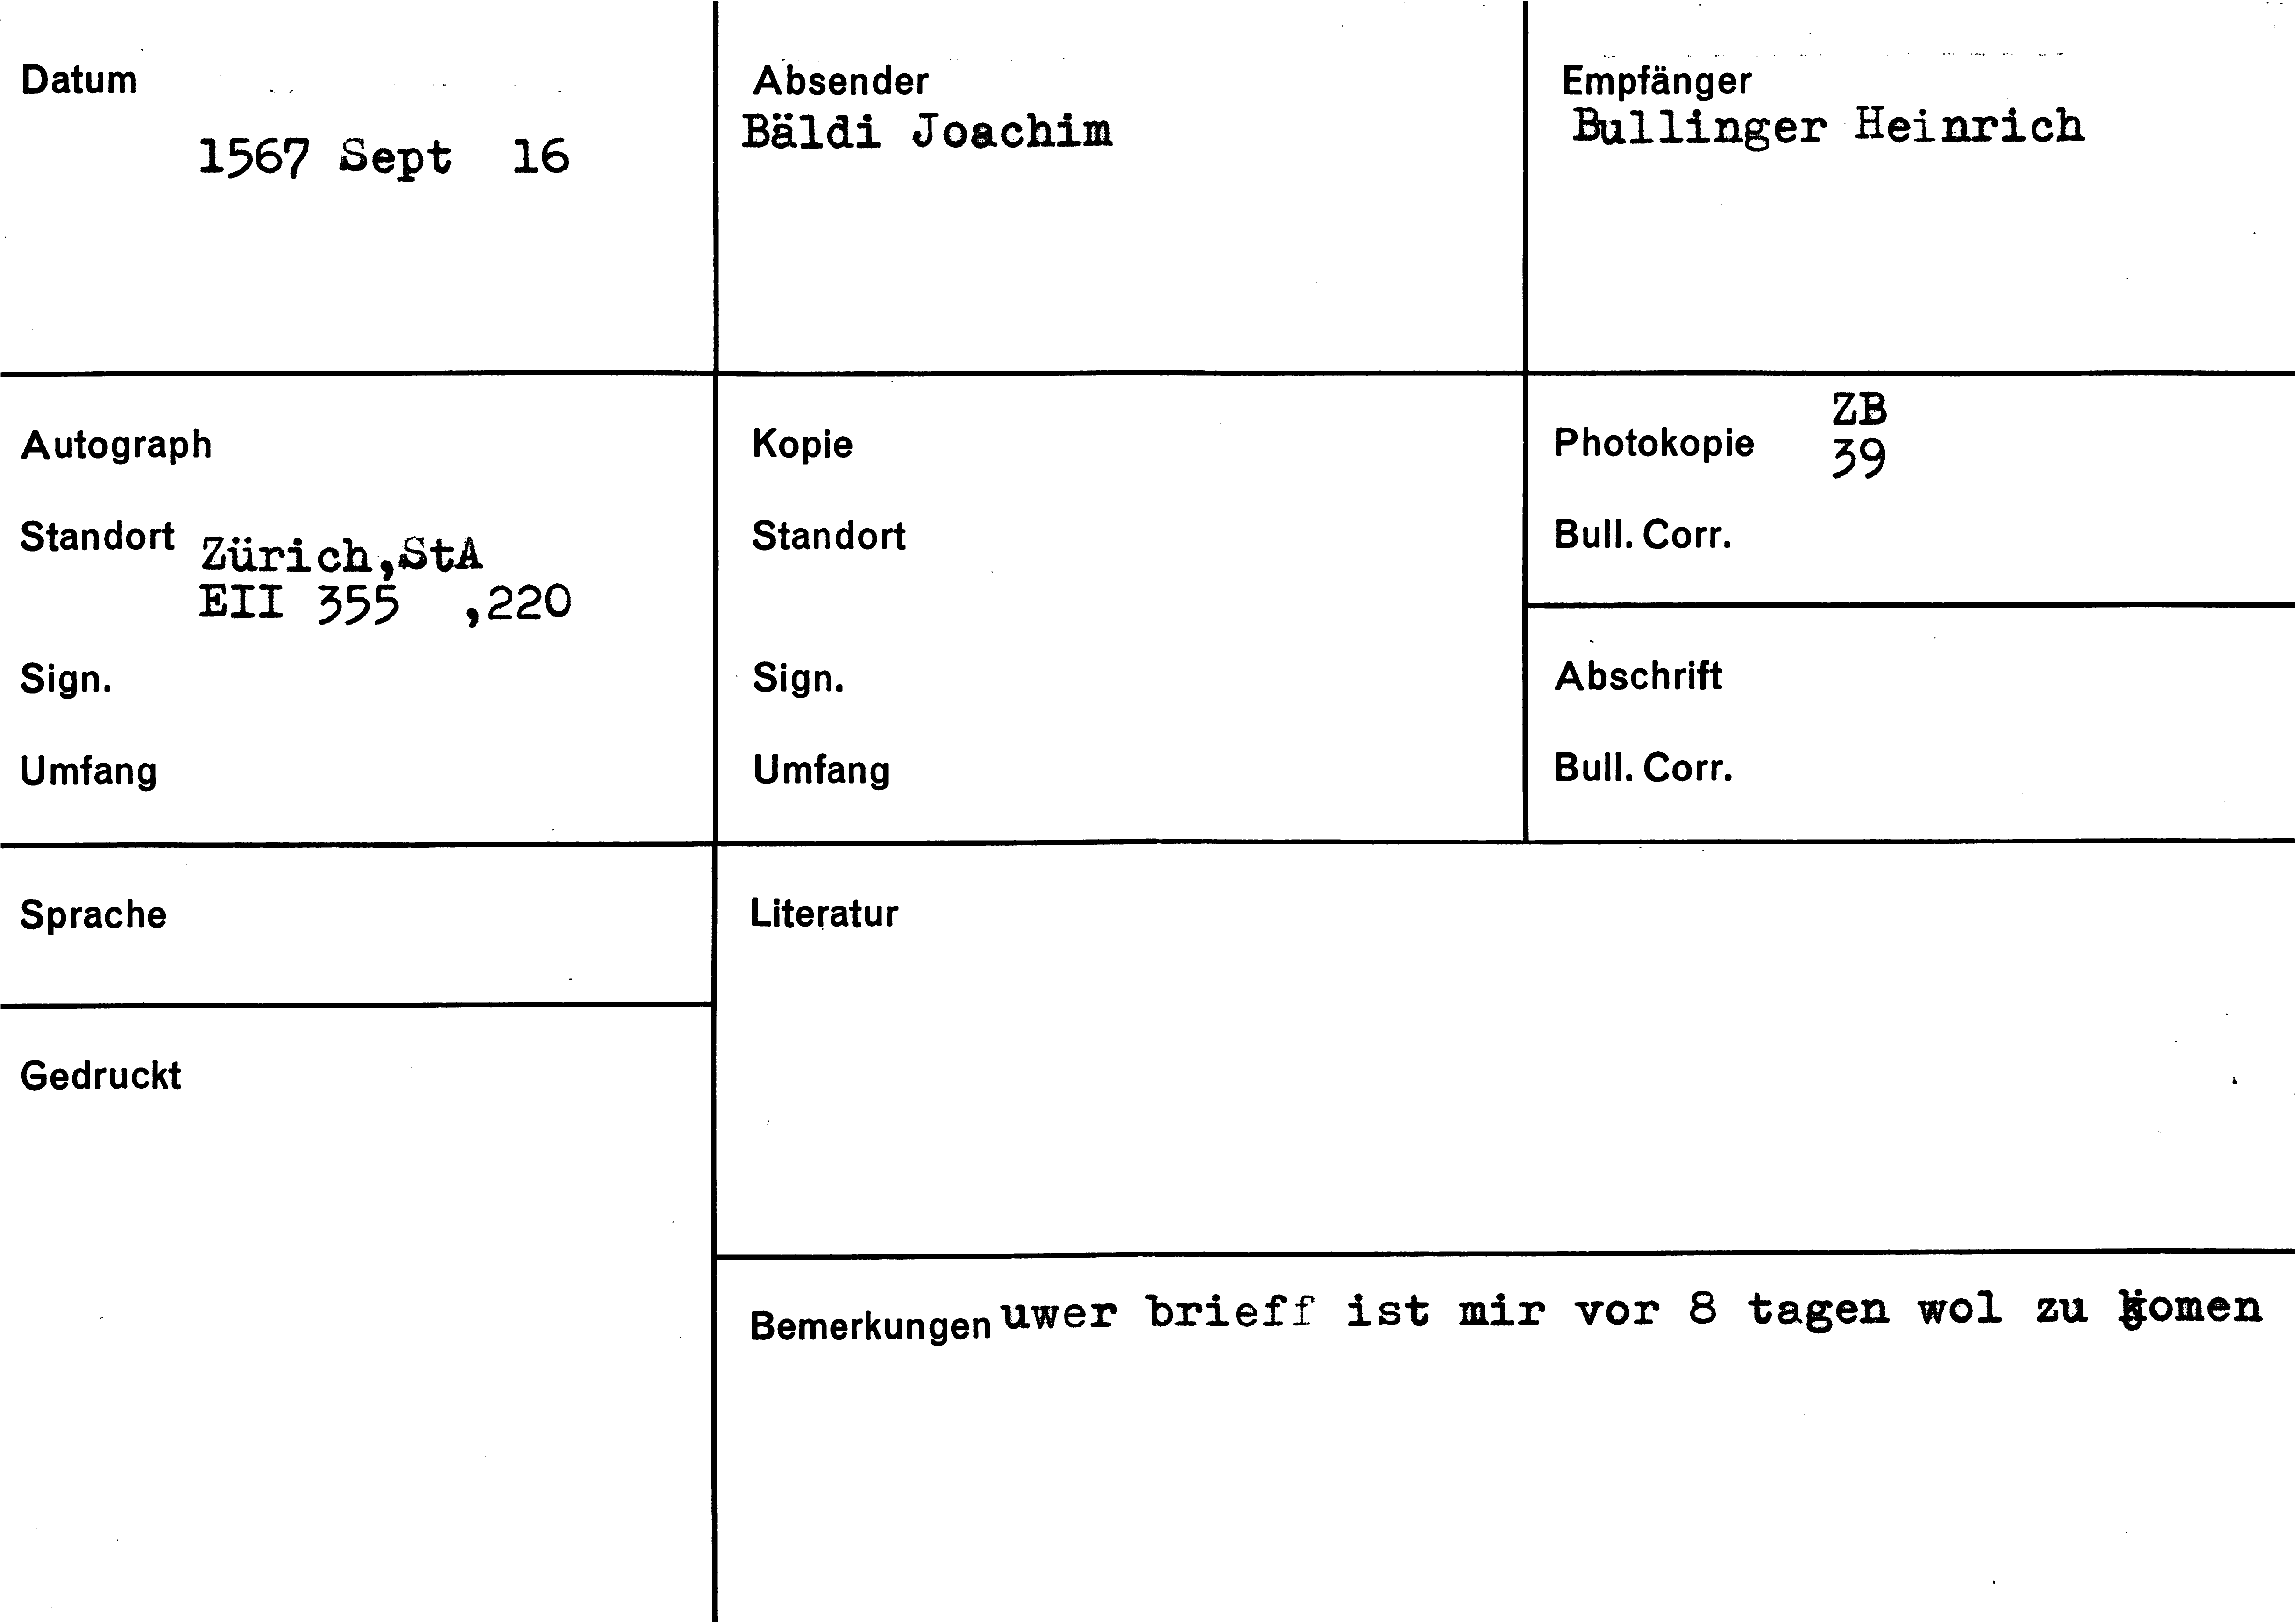 Datum
1567 Sept 16
Absender
Bäldi Joachim
Empfänger
Bullinger Heinrich
Autograph
Standort Zürich,StA
EII 355 ,220
Sign.
Umfang
Kopie
Standort
Sign.
Umfang
ZB
Photokopie 39
Bull. Corr.
Abschrift
Bull. Corr.
Sprache
Gedruckt
Literatur
Bemerkungen uwer brieff ist mir vor 8 tagen wol zu komen